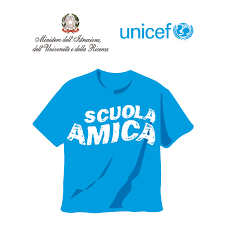 Ministero dell'Istruzione,
dell'Università e della Ricerca
unicef
SCUOLA
AMICA